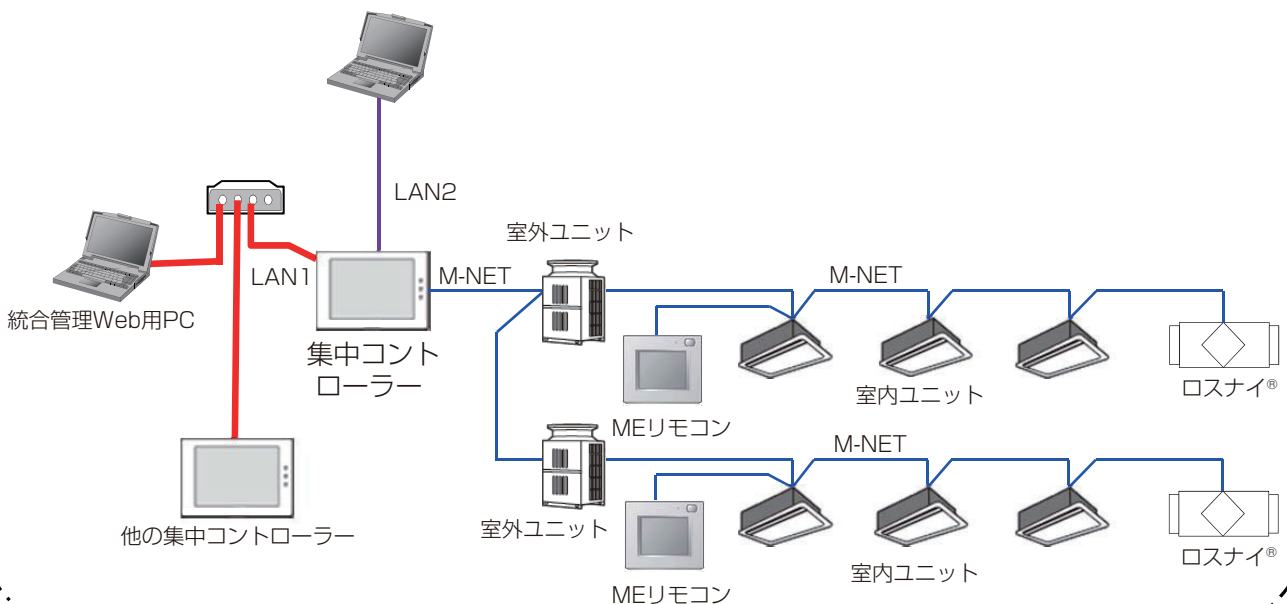 LAN2
室外ユニット
LAN1
M-NET
M-NET
統合管理Web用PC
集中コント
ローラー
室内ユニット
ロスナイ®
MEリモコン
M-NET
他の集中コントローラー
室外ユニット
室内ユニット
ロスナイ®
MEリモコン